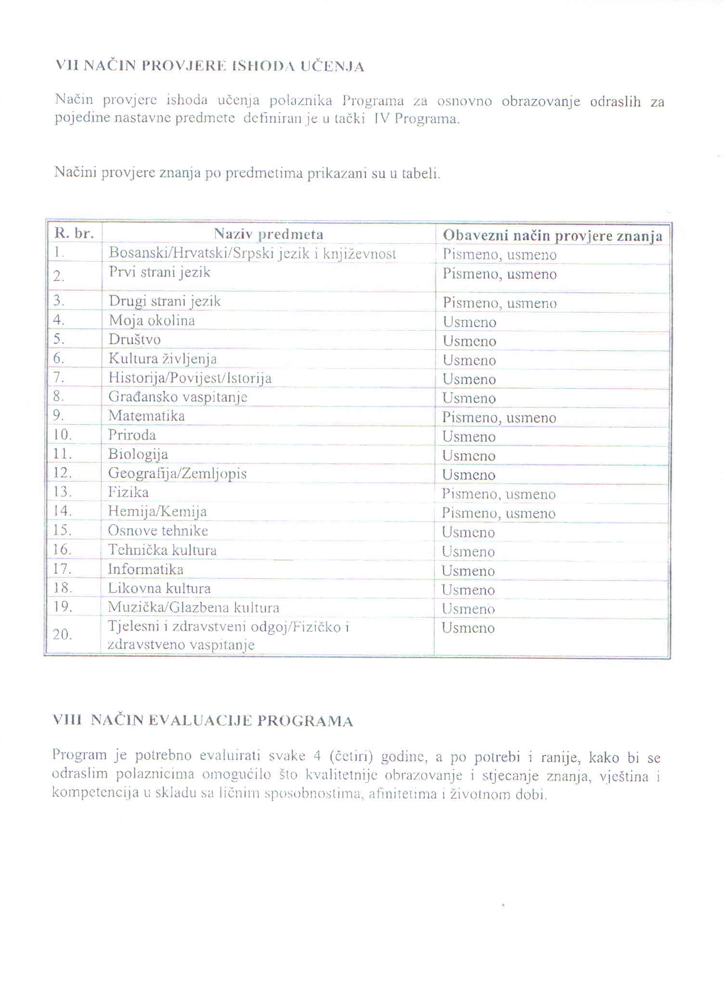 VII NAČIN PROVJERE ISHODA UČENJA
Način provjere ishoda učenja polaznika Programa za osnovno obrazovanje odraslih za
pojedine nastavne predmete definiran je u tački IV Programa.
Načini provjere znanja po predmetima prikazani su u tabeli.
R. br. Naziv predmeta Obavezni način provjere znanja
1. Bosanski/Hrvatski/Srpski jezik i književnost Pismeno, usmeno
2. Prvi strani jezik Pismeno, usmeno
3. Drugi strani jezik Pismeno, usmeno
4. Moja okolina Usmeno
5. Društvo Usmeno
6. Kultura življenja Usmeno
7. Historija/Povijest/Istorija Usmeno
8. Građansko vaspitanje Usmeno
9. Matematika Pismeno, usmeno
10. Priroda Usmeno
11. Biologija Usmeno
12. Geografija/Zemljopis Usmeno
13. Fizika Pismeno, usmeno
14. Hemija/Kemija Pismeno, usmeno
15. Osnove tehnike Usmeno
16. Tehnička kultura Usmeno
17. Informatika Usmeno
18. Likovna kultura Usmeno
19. Muzička/Glazbena kultura Usmeno
20. Tjelesni i zdravstveni odgoj/Fizičko i Usmeno
zdravstveno vaspitanje
VIII NAČIN EVALUACIJE PROGRAMA
Program je potrebno evaluirati svake 4 (četiri) godine, a po potrebi i ranije, kako bi se
odraslim polaznicima omogućilo što kvalitetnije obrazovanje i stjecanje znanja, vještina i
kompetencija u skladu sa ličnim sposobnostima, afinitetima i životnom dobi.